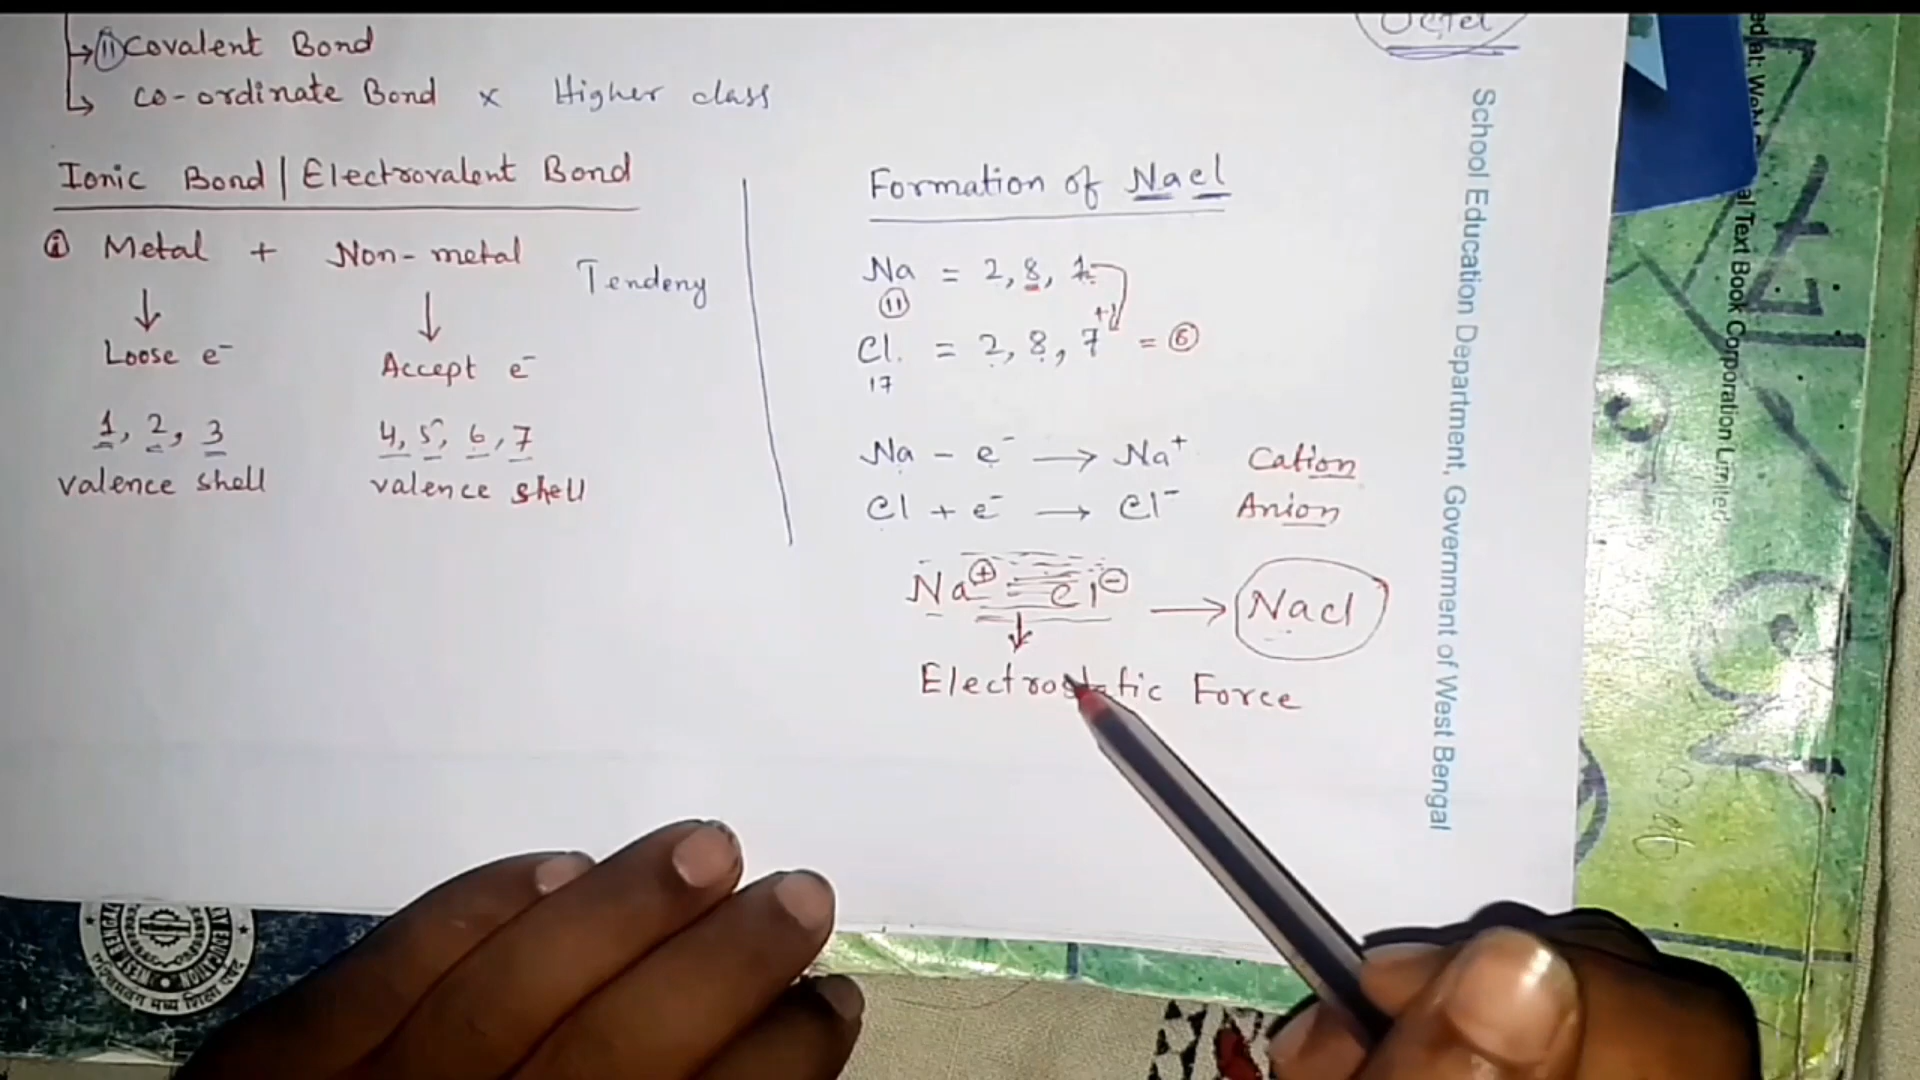 Octet
ⓘⓘ Covalent Bond
co-ordinate Bond × Higher class
Ionic Bond | Electrovalent Bond
ⓘ Metal + Non-metal
Tendeny
↓ ↓
Loose e⁻ Accept e⁻
1, 2, 3 4, 5, 6, 7
valence shell valence shell
Formation of Nacl
Na = 2, 8, 1
⑪ +1
Cl. = 2, 8, 7 = ⑥
17
Na − e⁻ → Na⁺ Cation
Cl + e⁻ → Cl⁻ Anion
Na⊕ Cl⊖ → Nacl
↓
Electrostatic Force
School Education Department, Government of West Bengal
Text Book Corporation Limited